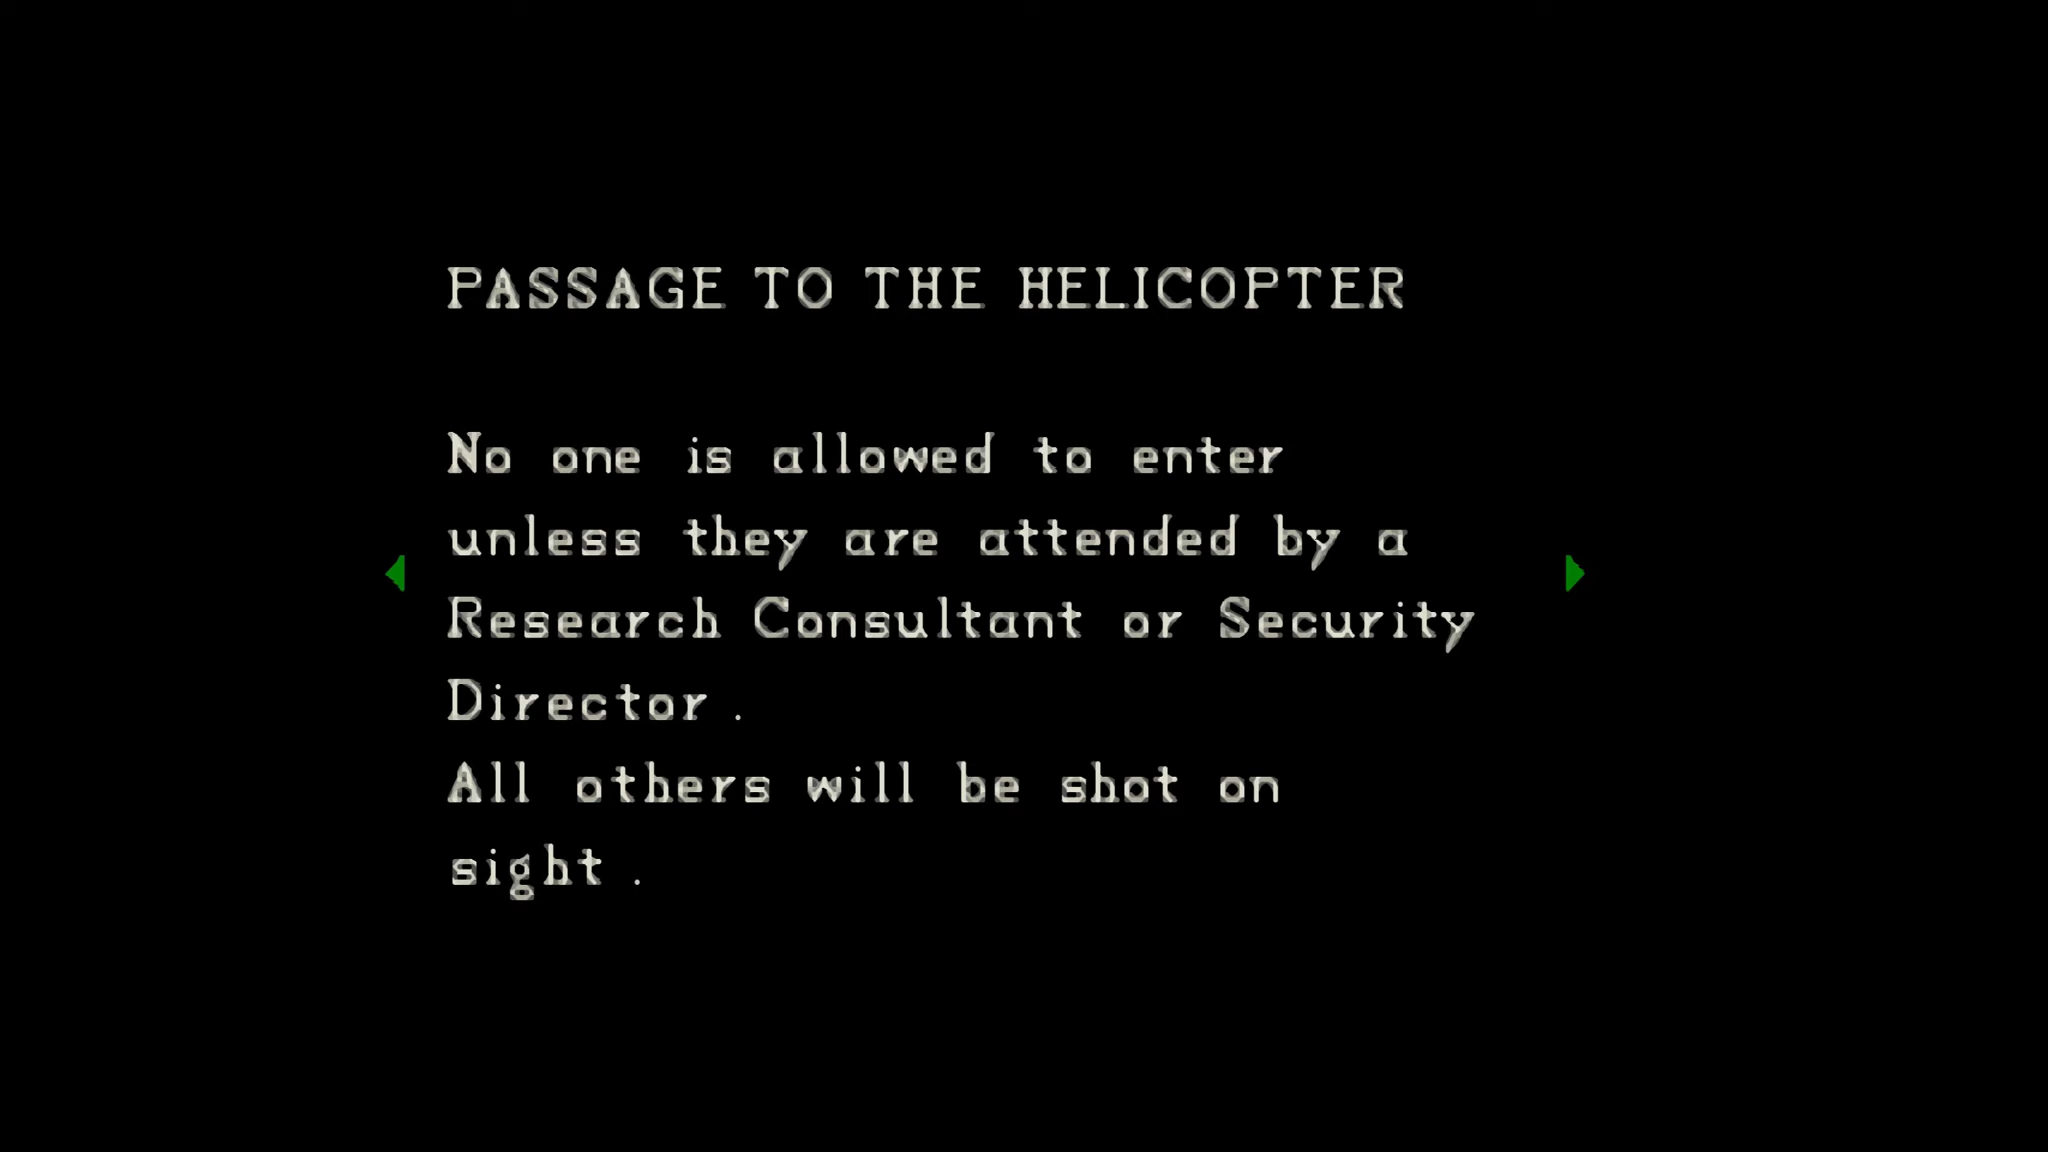 PASSAGE TO THE HELICOPTER
No one is allowed to enter
unless they are attended by a
Research Consultant or Security
Director.
All others will be shot on
sight.